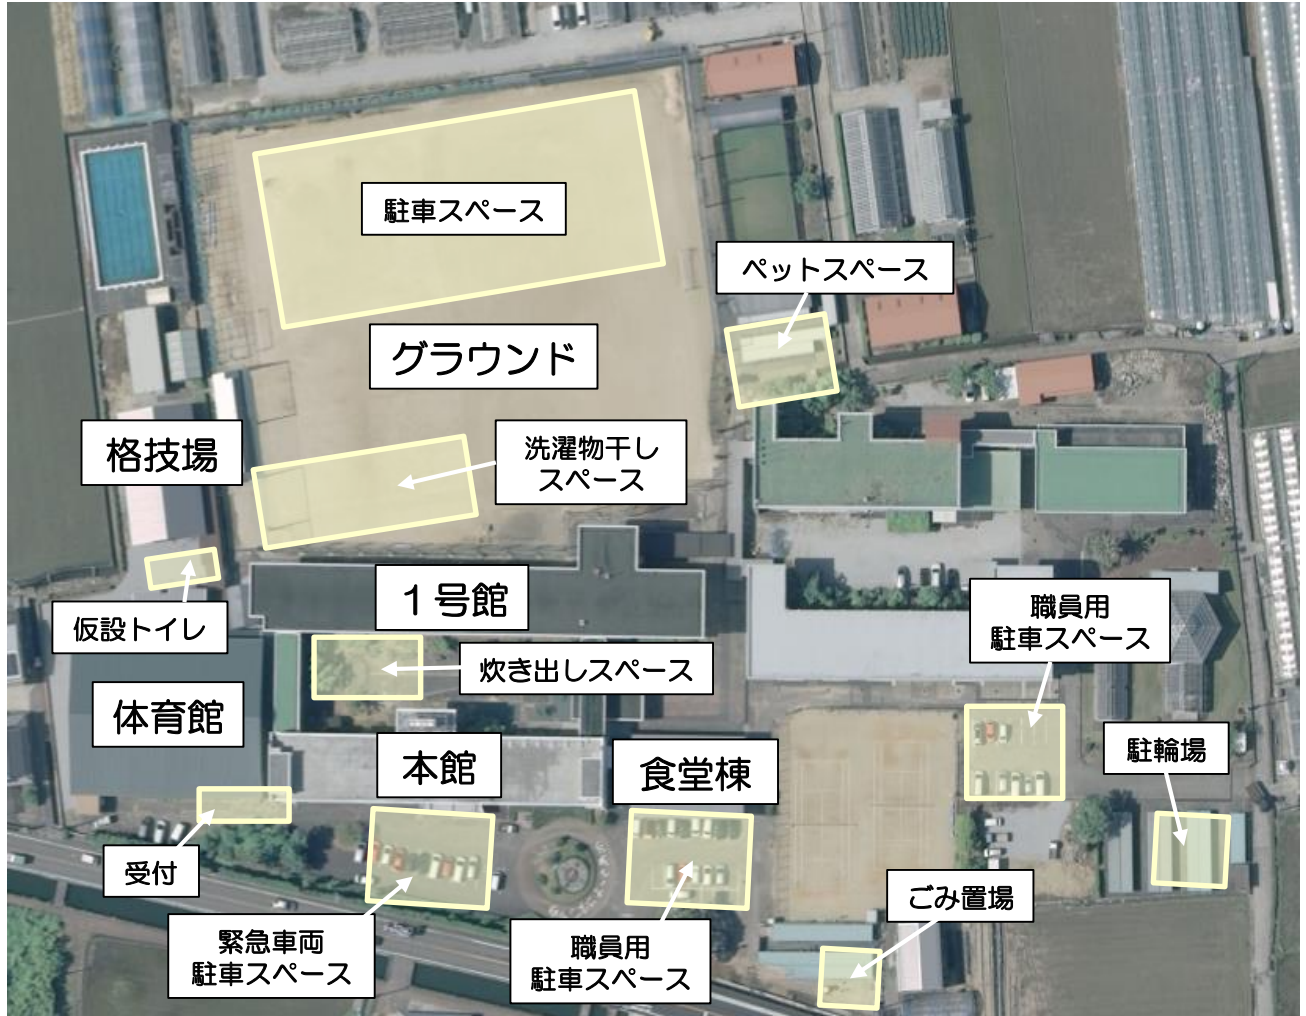 駐車スペース
ペットスペース
グラウンド
格技場
洗濯物干し
スペース
１号館
職員用
駐車スペース
仮設トイレ
炊き出しスペース
体育館
本館
食堂棟
駐輪場
受付
ごみ置場
緊急車両
駐車スペース
職員用
駐車スペース